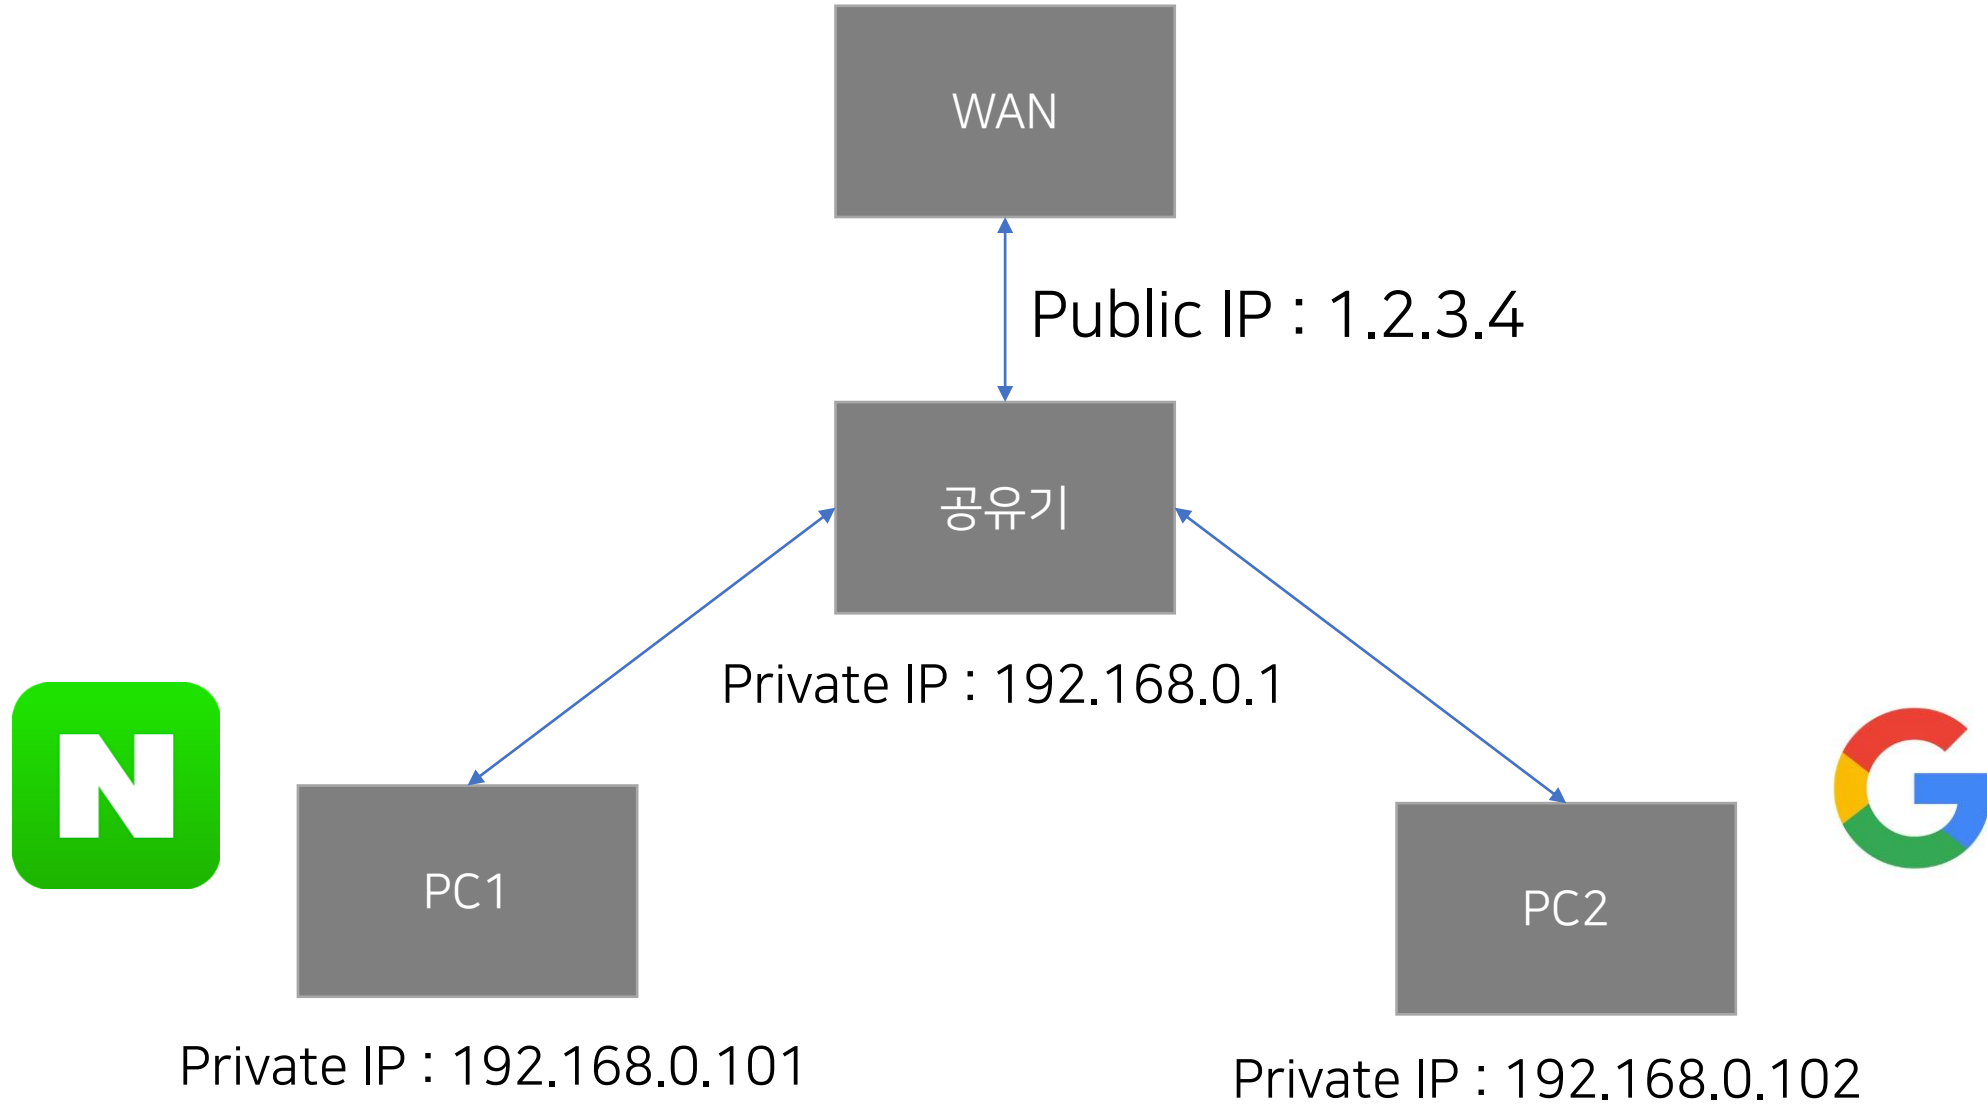 WAN
Public IP : 1.2.3.4
공유기
Private IP : 192.168.0.1
N
G
PC1
PC2
Private IP : 192.168.0.101
Private IP : 192.168.0.102